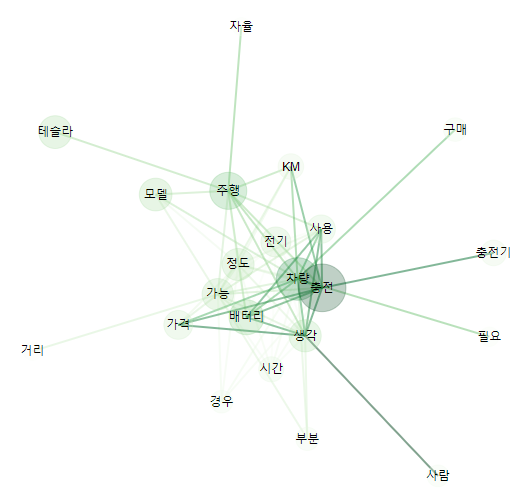 자율
테슬라
구매
KM
모델
주행
사용
전기
충전기
정도
차량
충전
가능
가격
배터리
생각
필요
거리
시간
경우
부분
사람